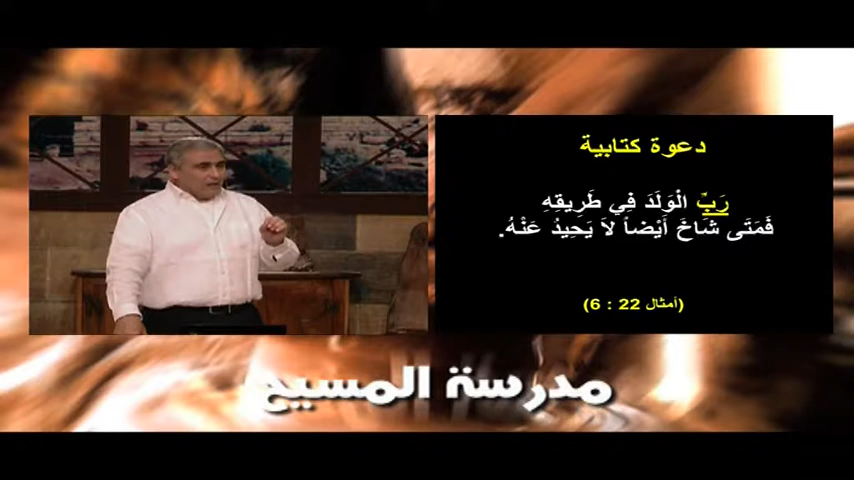 دعوة كتابية
رَبِّ الْوَلَدَ فِي طَرِيقِهِ
فَمَتَى شَاخَ أَيْضاً لاَ يَحِيدُ عَنْهُ.
(أمثال 22 : 6)
مدرسة المسيح